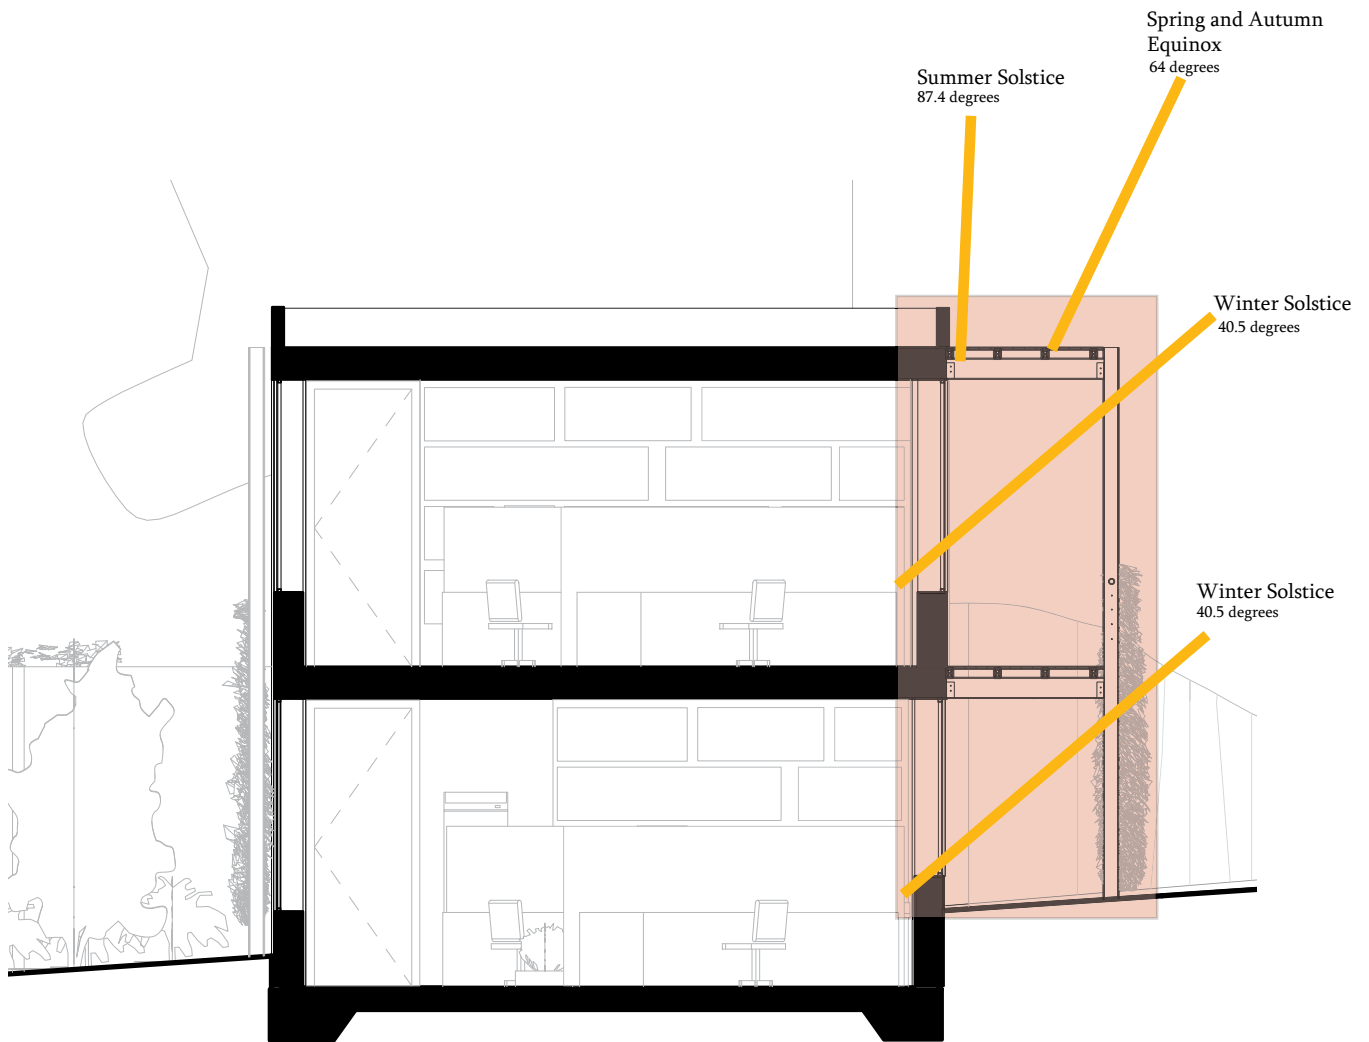 Spring and Autumn
Equinox
64 degrees
Summer Solstice
87.4 degrees
Winter Solstice
40.5 degrees
Winter Solstice
40.5 degrees